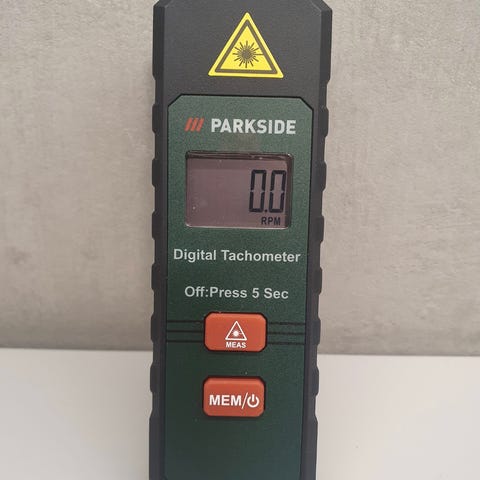 PARKSIDE
0.0
RPM
Digital Tachometer
Off:Press 5 Sec
MEAS
MEM/⏻